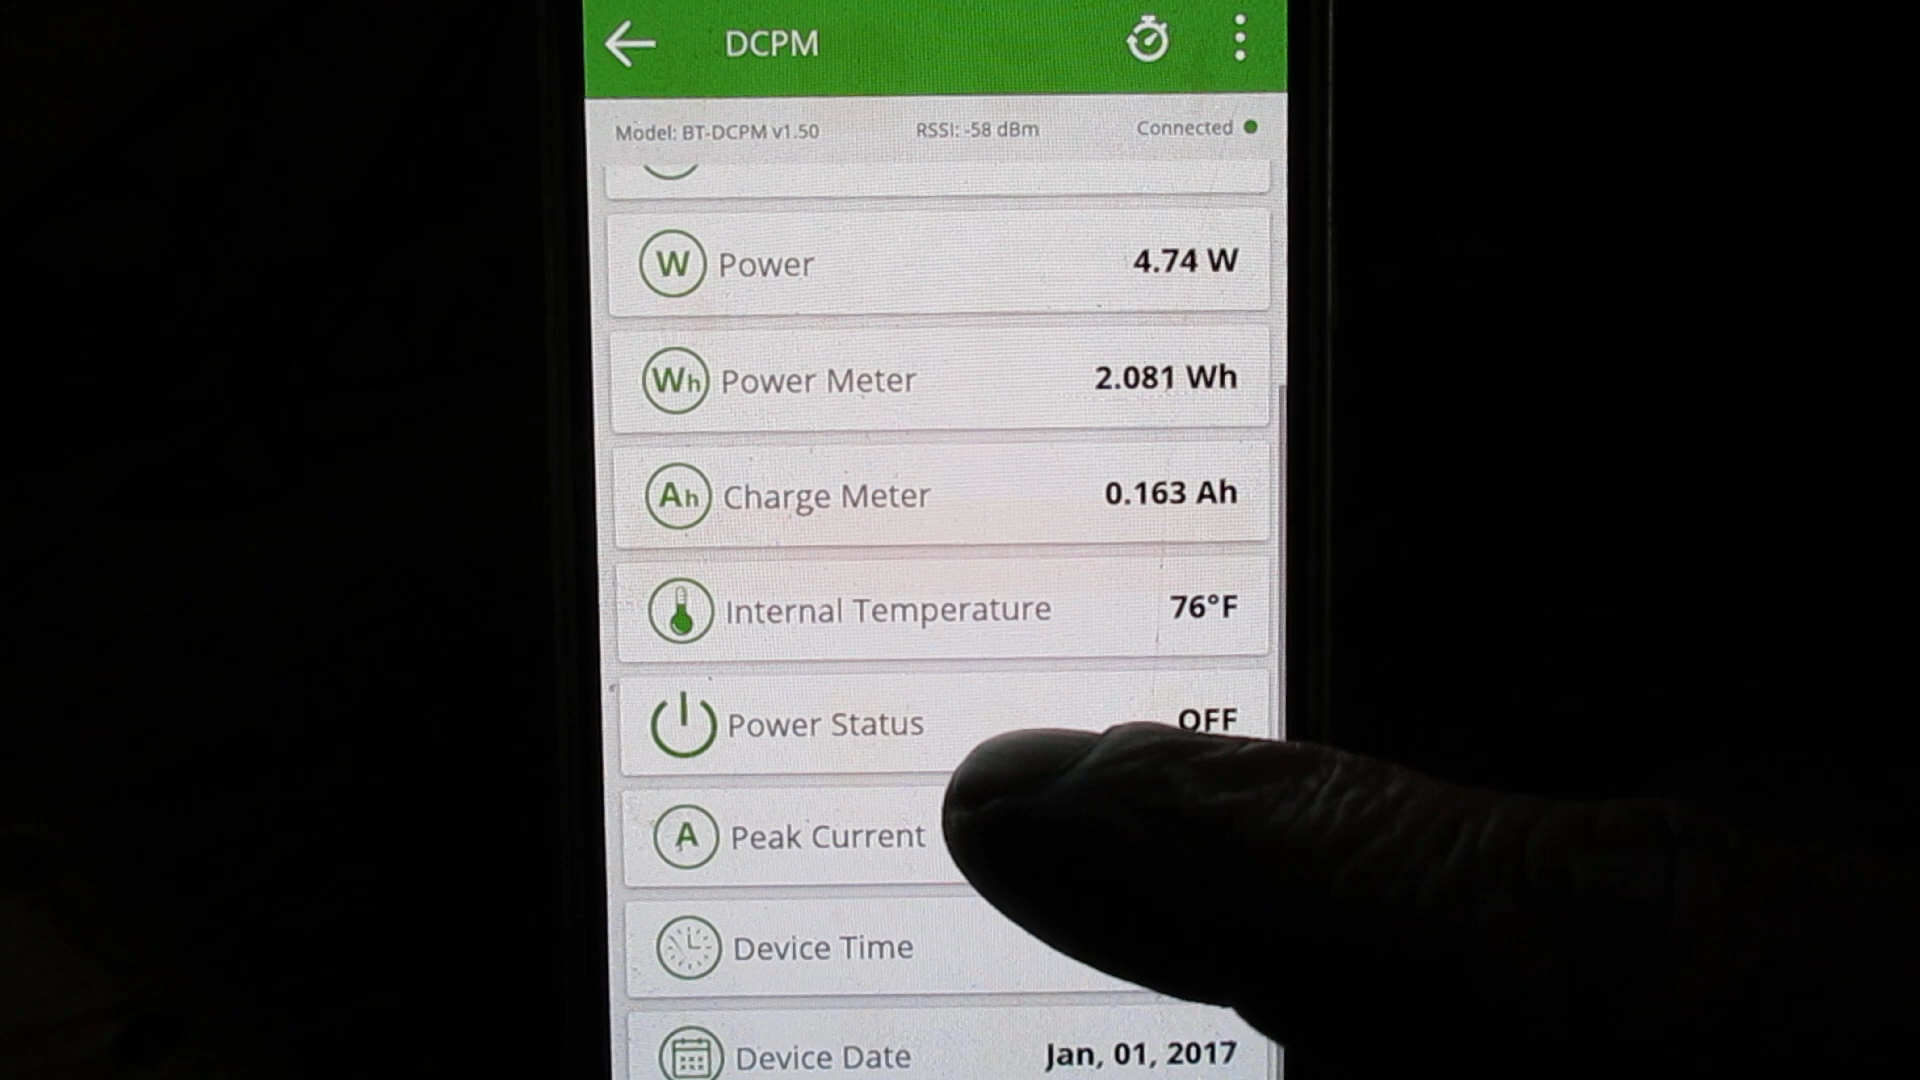 DCPM
Model: BT-DCPM v1.50 RSSI: -58 dBm Connected
W Power 4.74 W
Wh Power Meter 2.081 Wh
Ah Charge Meter 0.163 Ah
Internal Temperature 76°F
Power Status OFF
A Peak Current
Device Time
Device Date Jan, 01, 2017